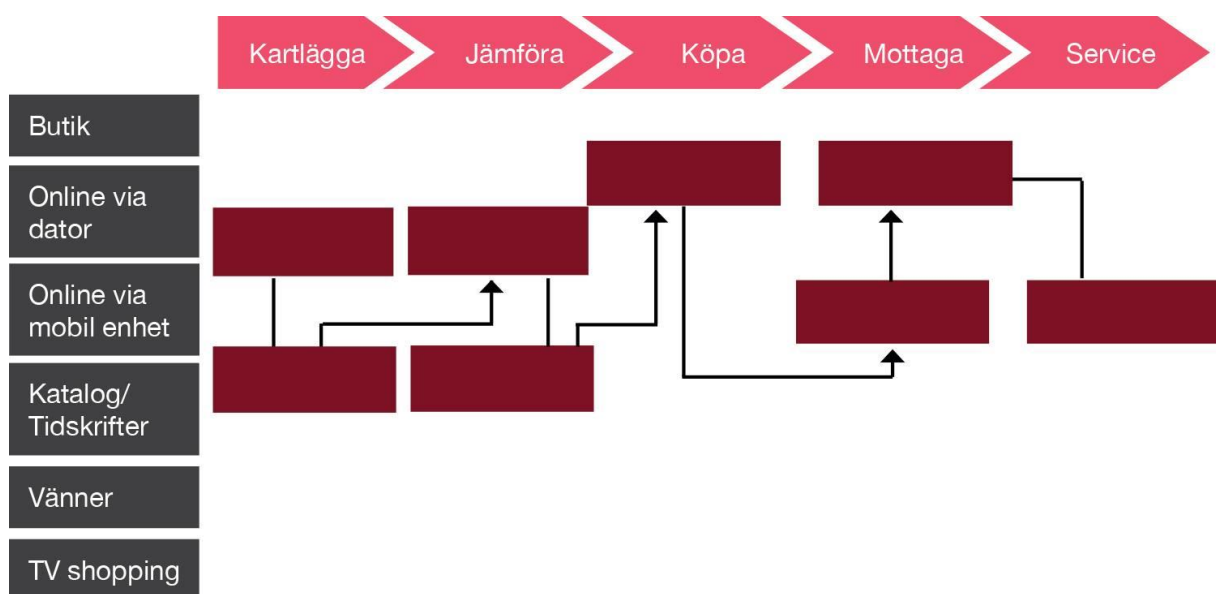 Kartlägga
Jämföra
Köpa
Mottaga
Service
Butik
Online via
dator
Online via
mobil enhet
Katalog/
Tidskrifter
Vänner
TV shopping